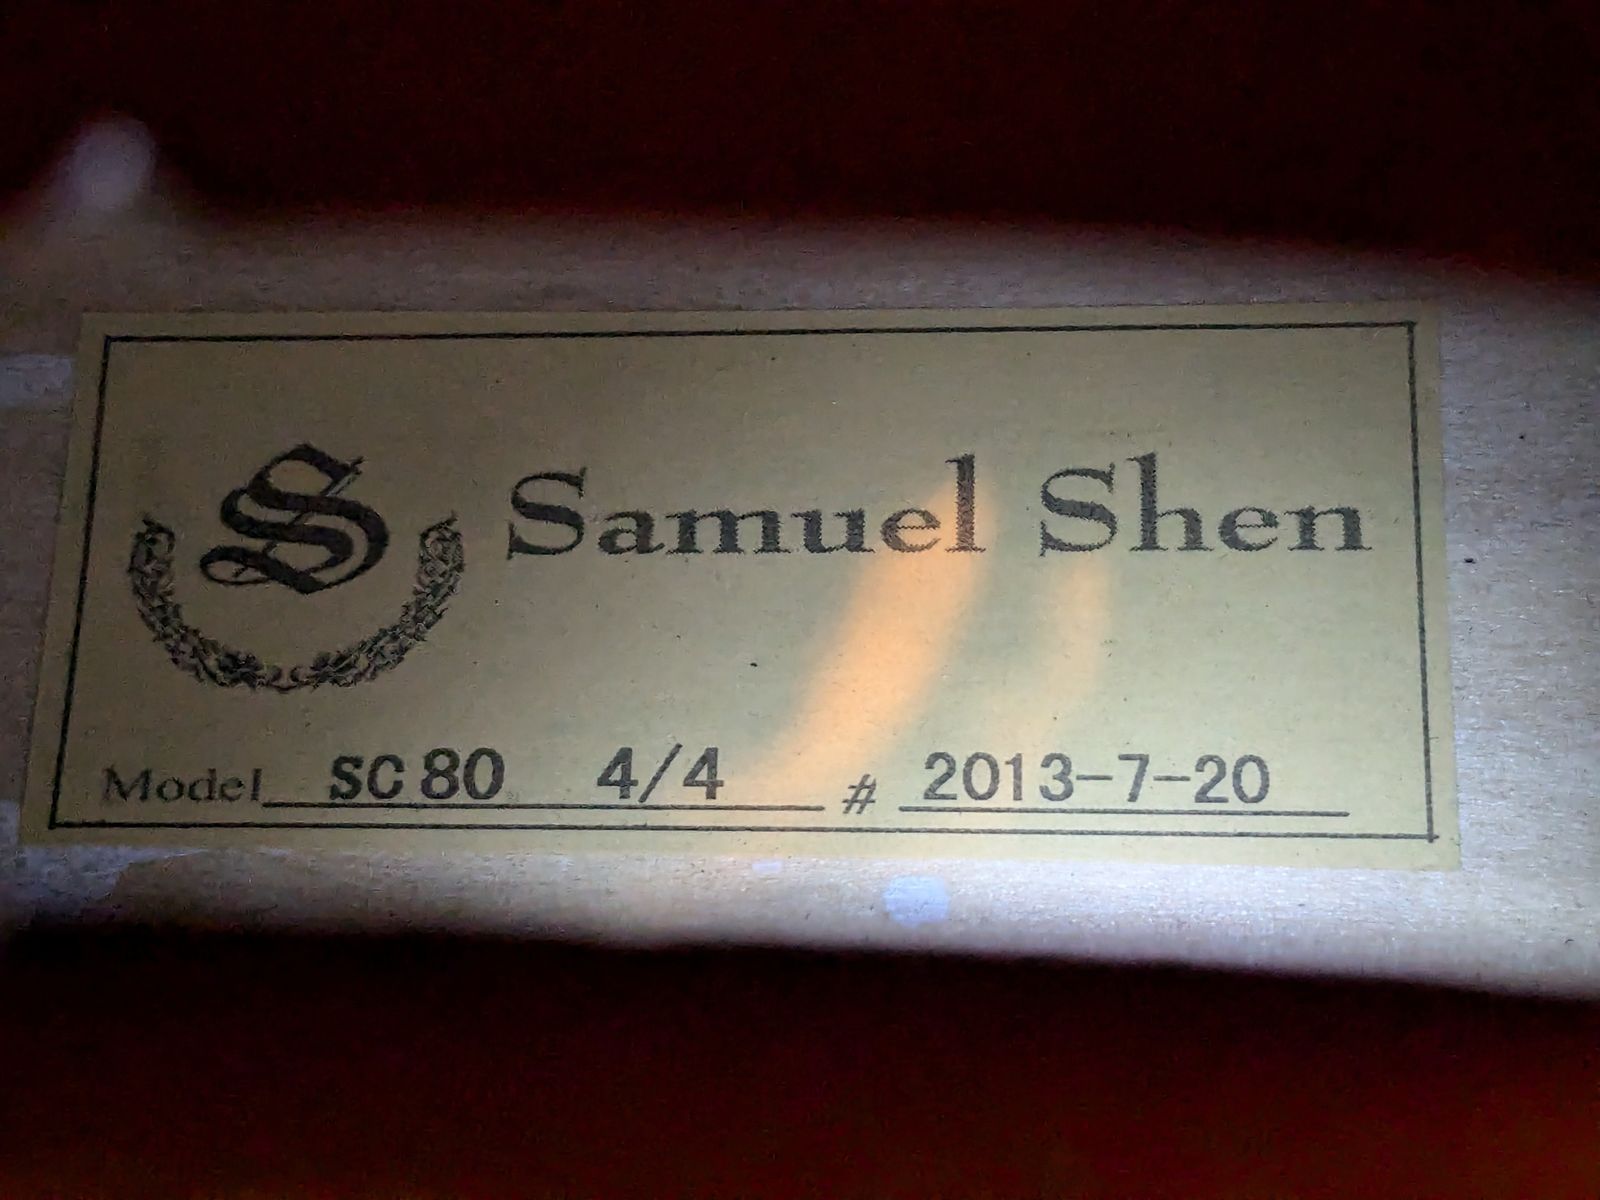 S
Samuel Shen
Model SC 80 4/4 # 2013-7-20